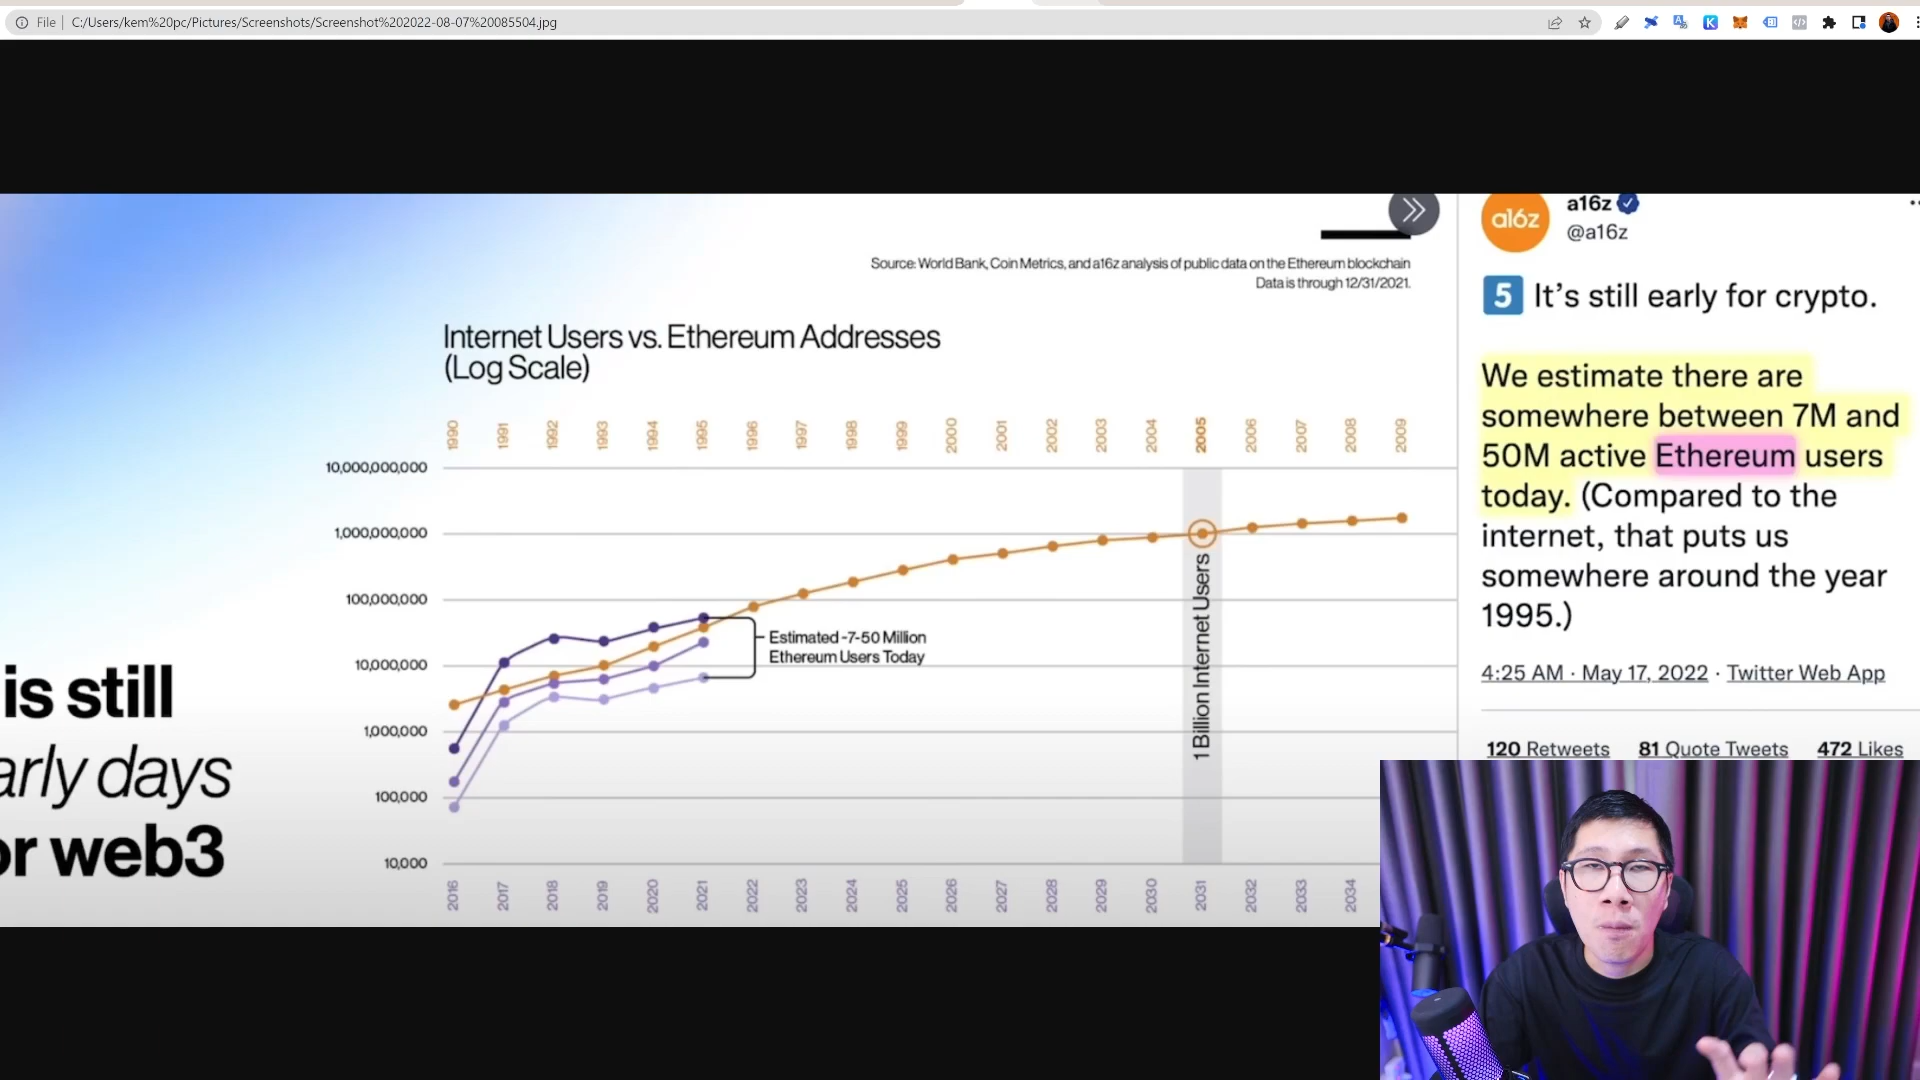 File
C:/Users/kem%20pc/Pictures/Screenshots/Screenshot%202022-08-07%20085504.jpg
Source: World Bank, Coin Metrics, and a16z analysis of public data on the Ethereum blockchain
Data is through 12/31/2021.
Internet Users vs. Ethereum Addresses
(Log Scale)
1990 1991 1992 1993 1994 1995 1996 1997 1998 1999 2000 2001 2002 2003 2004 2005 2006 2007 2008 2009
10,000,000,000
1,000,000,000
100,000,000
10,000,000
1,000,000
100,000
10,000
Estimated ~7-50 Million
Ethereum Users Today
1 Billion Internet Users
2016 2017 2018 2019 2020 2021 2022 2023 2024 2025 2026 2027 2028 2029 2030 2031 2032 2033 2034
is still
arly days
or web3
a16z
a16z
@a16z
5 It's still early for crypto.
We estimate there are
somewhere between 7M and
50M active Ethereum users
today. (Compared to the
internet, that puts us
somewhere around the year
1995.)
4:25 AM · May 17, 2022 · Twitter Web App
120 Retweets 81 Quote Tweets 472 Likes